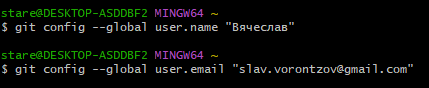 stare@DESKTOP-ASDDBF2 MINGW64 ~
$ git config --global user.name "Вячеслав"
stare@DESKTOP-ASDDBF2 MINGW64 ~
$ git config --global user.email "slav.vorontzov@gmail.com"